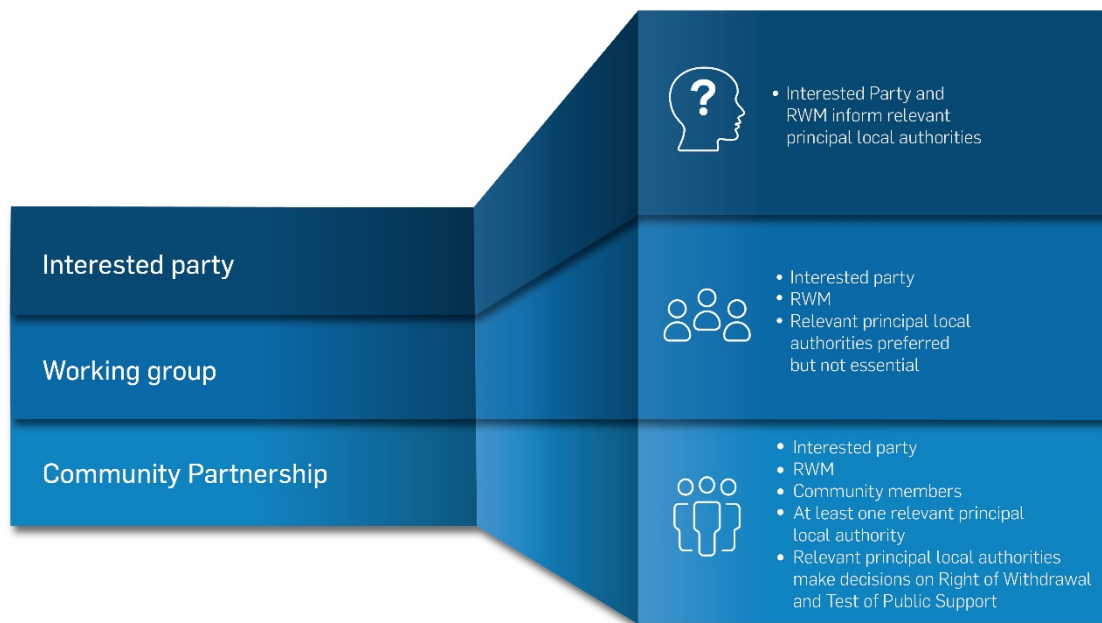 Interested party
Working group
Community Partnership
?
• Interested Party and
RWM inform relevant
principal local authorities
• Interested party
• RWM
• Relevant principal local
authorities preferred
but not essential
• Interested party
• RWM
• Community members
• At least one relevant principal
local authority
• Relevant principal local authorities
make decisions on Right of Withdrawal
and Test of Public Support